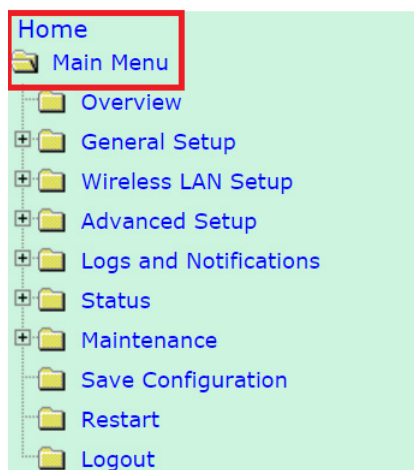 Home
Main Menu
Overview
General Setup
Wireless LAN Setup
Advanced Setup
Logs and Notifications
Status
Maintenance
Save Configuration
Restart
Logout